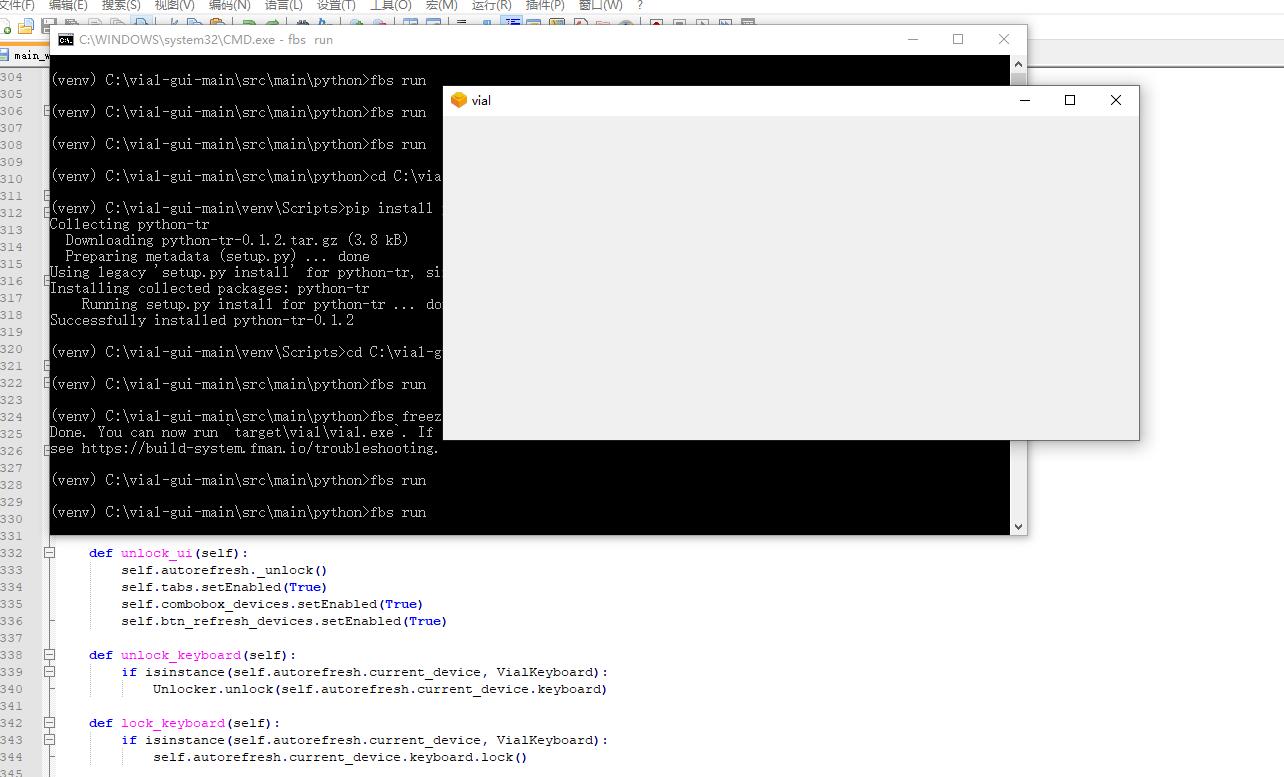 文件(F) 编辑(E) 搜索(S) 视图(V) 编码(N) 语言(L) 设置(T) 工具(O) 宏(M) 运行(R) 插件(P) 窗口(W) ?
C:\WINDOWS\system32\CMD.exe - fbs run
main_w
(venv) C:\vial-gui-main\src\main\python>fbs run
(venv) C:\vial-gui-main\src\main\python>fbs run
(venv) C:\vial-gui-main\src\main\python>fbs run
(venv) C:\vial-gui-main\src\main\python>cd C:\via
(venv) C:\vial-gui-main\venv\Scripts>pip install
Collecting python-tr
Downloading python-tr-0.1.2.tar.gz (3.8 kB)
Preparing metadata (setup.py) ... done
Using legacy 'setup.py install' for python-tr, si
Installing collected packages: python-tr
Running setup.py install for python-tr ... do
Successfully installed python-tr-0.1.2
(venv) C:\vial-gui-main\venv\Scripts>cd C:\vial-g
(venv) C:\vial-gui-main\src\main\python>fbs run
(venv) C:\vial-gui-main\src\main\python>fbs freez
Done. You can now run `target\vial\vial.exe`. If
see https://build-system.fman.io/troubleshooting.
(venv) C:\vial-gui-main\src\main\python>fbs run
(venv) C:\vial-gui-main\src\main\python>fbs run
vial
304
305
306
307
308
309
310
311
312
313
314
315
316
317
318
319
320
321
322
323
324
325
326
327
328
329
330
331
332 def unlock_ui(self):
333 self.autorefresh._unlock()
334 self.tabs.setEnabled(True)
335 self.combobox_devices.setEnabled(True)
336 self.btn_refresh_devices.setEnabled(True)
337
338 def unlock_keyboard(self):
339 if isinstance(self.autorefresh.current_device, VialKeyboard):
340 Unlocker.unlock(self.autorefresh.current_device.keyboard)
341
342 def lock_keyboard(self):
343 if isinstance(self.autorefresh.current_device, VialKeyboard):
344 self.autorefresh.current_device.keyboard.lock()
345